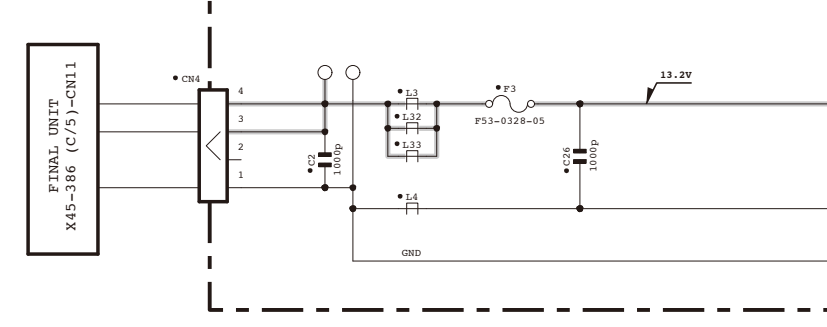 FINAL UNIT
X45-386 (C/5)-CN11
CN4
4
3
2
1
C2
1000p
L3
L32
L33
L4
F3
F53-0328-05
C26
1000p
13.2V
GND